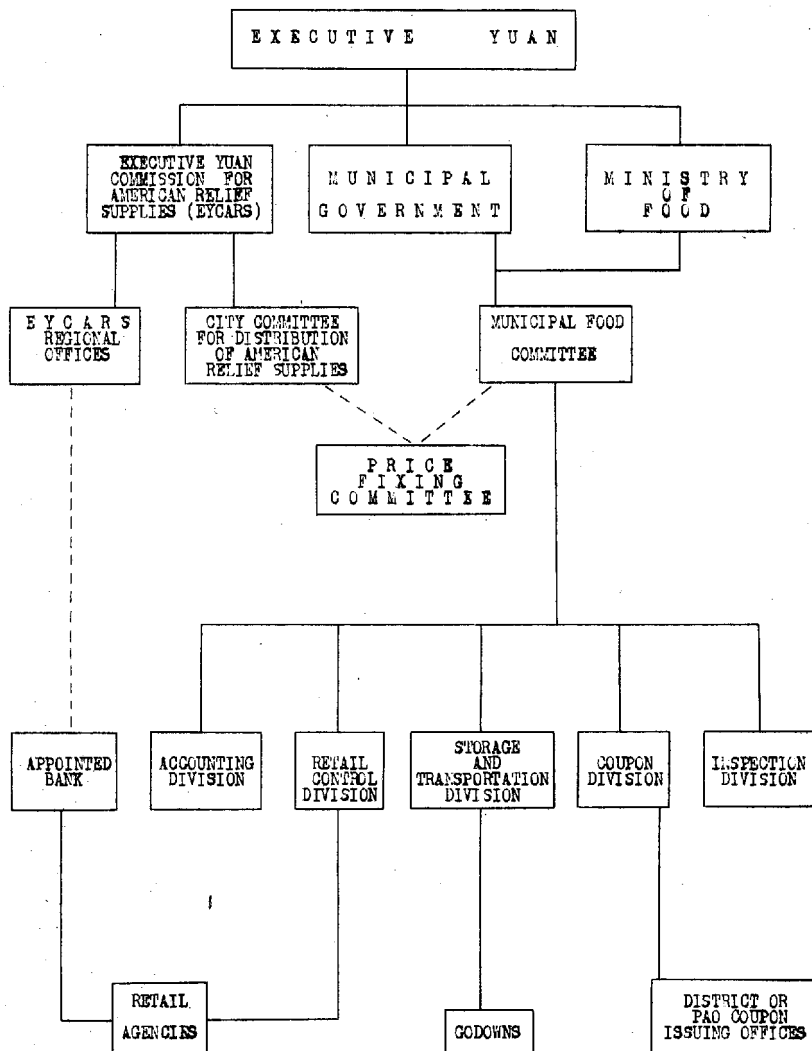 EXECUTIVE YUAN
EXECUTIVE YUAN
COMMISSION FOR
AMERICAN RELIEF
SUPPLIES (EYCARS)
MUNICIPAL
GOVERNMENT
MINISTRY
OF
FOOD
EYCARS
REGIONAL
OFFICES
CITY COMMITTEE
FOR DISTRIBUTION
OF AMERICAN
RELIEF SUPPLIES
MUNICIPAL FOOD
COMMITTEE
PRICE
FIXING
COMMITTEE
APPOINTED
BANK
ACCOUNTING
DIVISION
RETAIL
CONTROL
DIVISION
STORAGE
AND
TRANSPORTATION
DIVISION
COUPON
DIVISION
INSPECTION
DIVISION
RETAIL
AGENCIES
GODOWNS
DISTRICT OR
PAO COUPON
ISSUING OFFICES